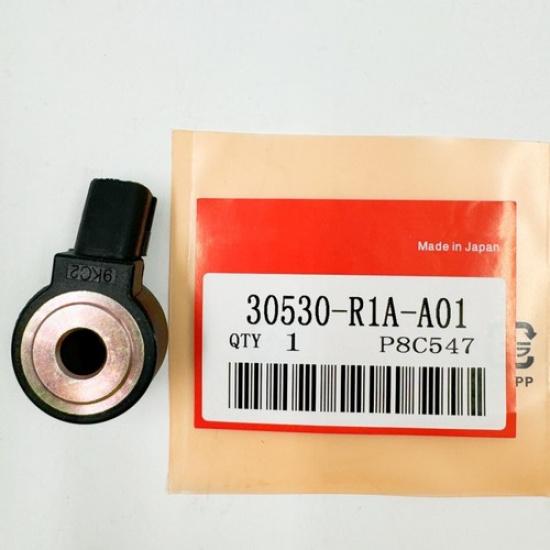 Made in Japan
30530-R1A-A01
QTY 1 P8C547
9KC2
PP